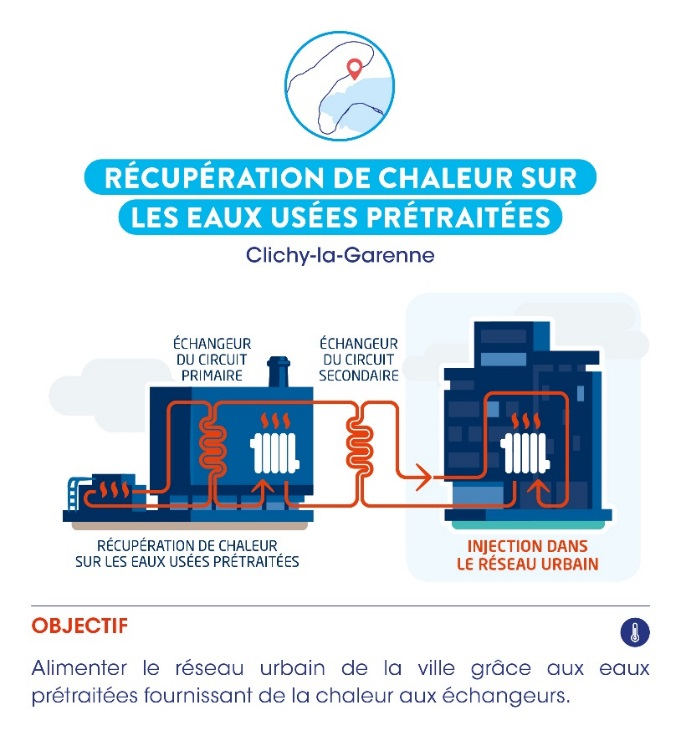 RÉCUPÉRATION DE CHALEUR SUR
LES EAUX USÉES PRÉTRAITÉES
Clichy-la-Garenne
ÉCHANGEUR
DU CIRCUIT
PRIMAIRE
ÉCHANGEUR
DU CIRCUIT
SECONDAIRE
RÉCUPÉRATION DE CHALEUR
SUR LES EAUX USÉES PRÉTRAITÉES
INJECTION DANS
LE RÉSEAU URBAIN
OBJECTIF
Alimenter le réseau urbain de la ville grâce aux eaux
prétraitées fournissant de la chaleur aux échangeurs.